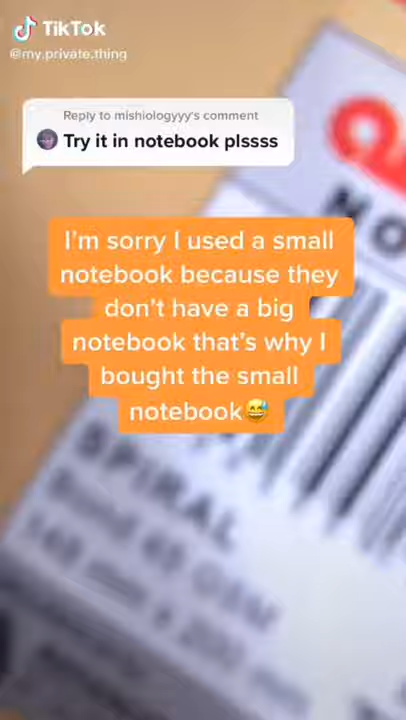 TikTok
@my.private.thing
Reply to mishiologyyy's comment
Try it in notebook plssss
I'm sorry I used a small
notebook because they
don't have a big
notebook that's why I
bought the small
notebook😅
NO
SPIRAL